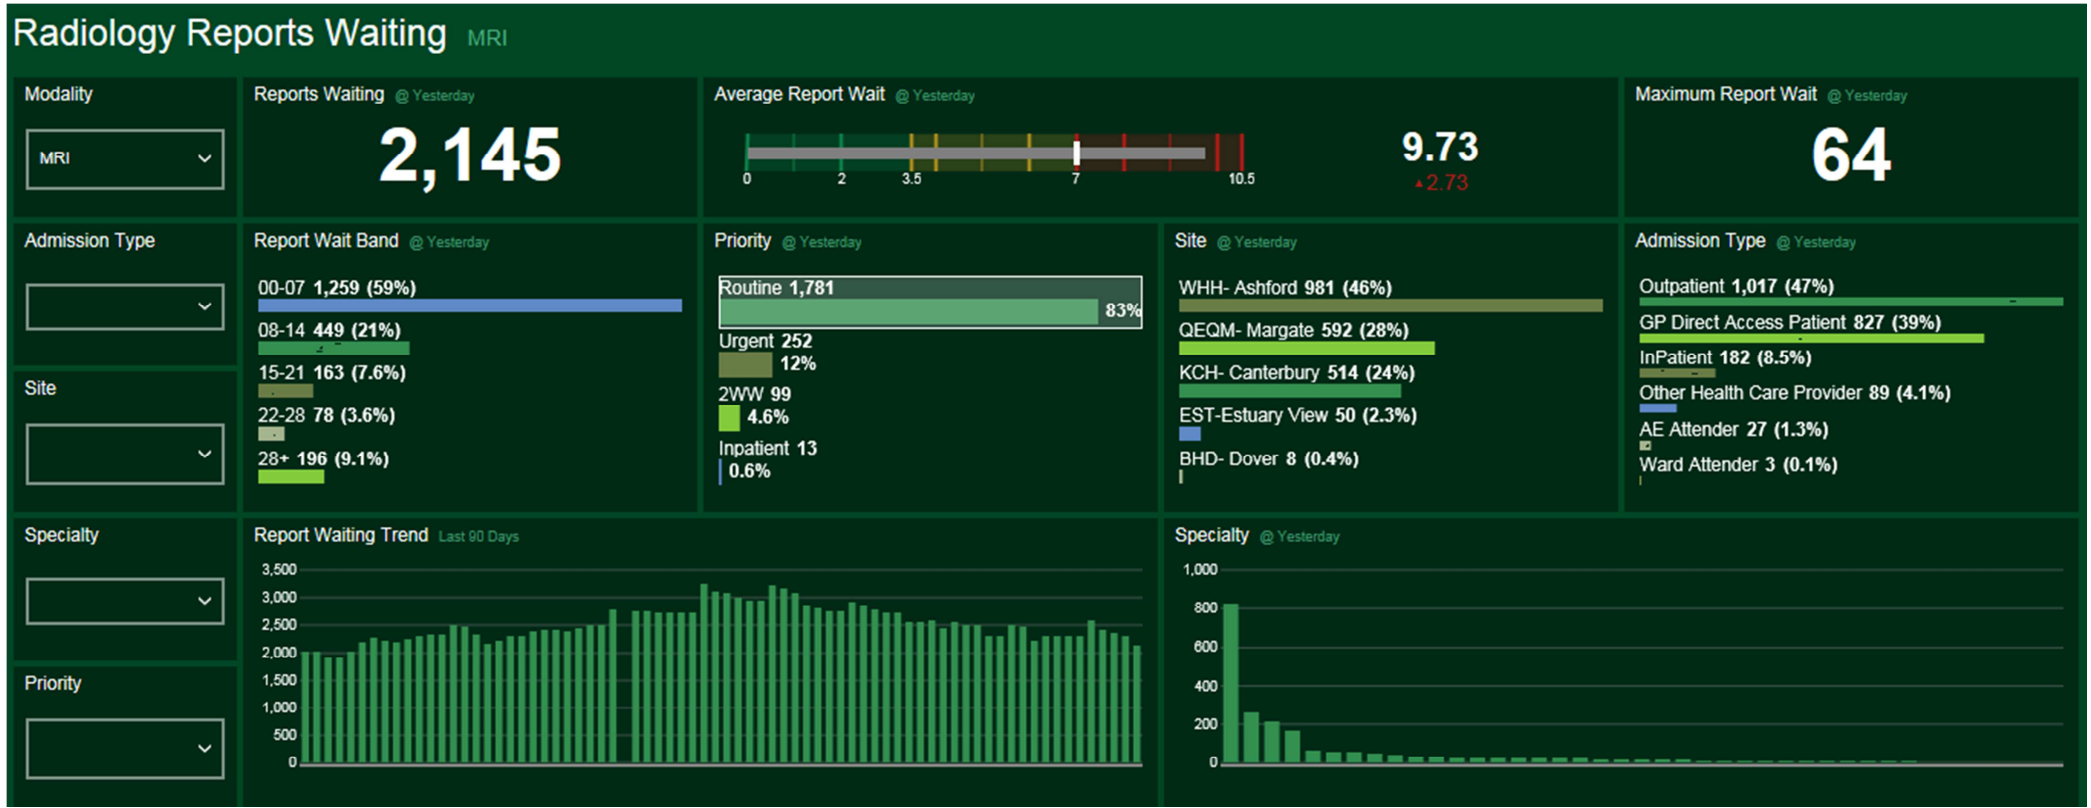 Radiology Reports Waiting MRI
Modality
MRI
Reports Waiting @ Yesterday
2,145
Average Report Wait @ Yesterday
0 2 3.5 7 10.5
9.73
▲2.73
Maximum Report Wait @ Yesterday
64
Admission Type
Report Wait Band @ Yesterday
00-07 1,259 (59%)
08-14 449 (21%)
15-21 163 (7.6%)
22-28 78 (3.6%)
28+ 196 (9.1%)
Priority @ Yesterday
Routine 1,781
83%
Urgent 252
12%
2WW 99
4.6%
Inpatient 13
0.6%
Site @ Yesterday
WHH- Ashford 981 (46%)
QEQM- Margate 592 (28%)
KCH- Canterbury 514 (24%)
EST-Estuary View 50 (2.3%)
BHD- Dover 8 (0.4%)
Admission Type @ Yesterday
Outpatient 1,017 (47%)
GP Direct Access Patient 827 (39%)
InPatient 182 (8.5%)
Other Health Care Provider 89 (4.1%)
AE Attender 27 (1.3%)
Ward Attender 3 (0.1%)
Site
Specialty
Priority
Report Waiting Trend Last 90 Days
3,500
3,000
2,500
2,000
1,500
1,000
500
0
Specialty @ Yesterday
1,000
800
600
400
200
0